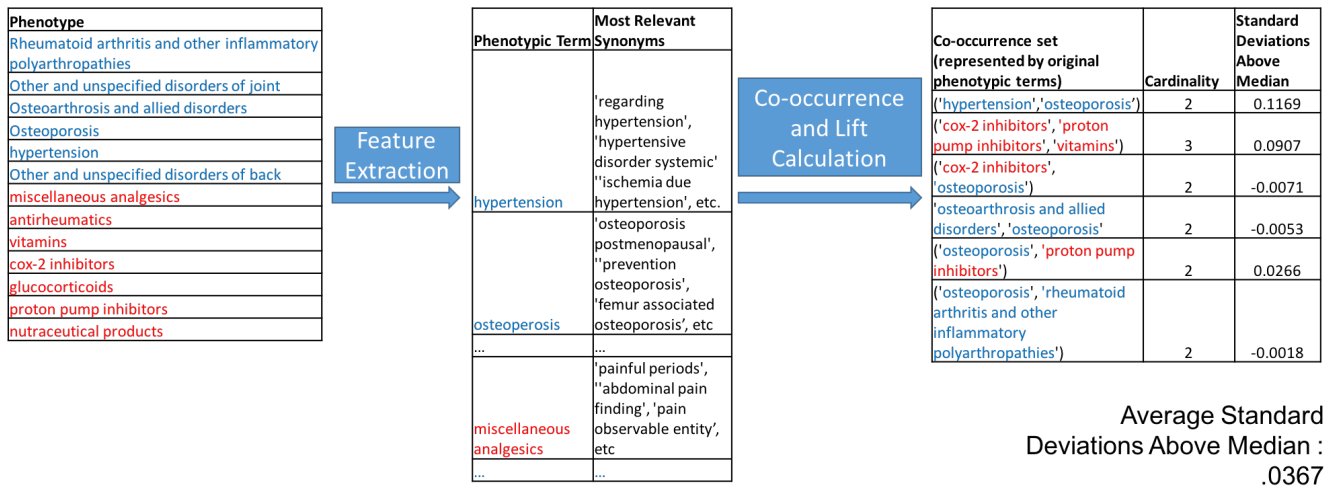 Phenotype
Rheumatoid arthritis and other inflammatory
polyarthropathies
Other and unspecified disorders of joint
Osteoarthrosis and allied disorders
Osteoporosis
hypertension
Other and unspecified disorders of back
miscellaneous analgesics
antirheumatics
vitamins
cox-2 inhibitors
glucocorticoids
proton pump inhibitors
nutraceutical products
Feature
Extraction
Phenotypic Term
Most Relevant
Synonyms
hypertension
'regarding
hypertension',
'hypertensive
disorder systemic'
''ischemia due
hypertension', etc.
osteoperosis
'osteoporosis
postmenopausal',
''prevention
osteoporosis',
'femur associated
osteoporosis’, etc
...
...
miscellaneous
analgesics
'painful periods',
''abdominal pain
finding', 'pain
observable entity’,
etc
...
...
Co-occurrence
and Lift
Calculation
Co-occurrence set
(represented by original
phenotypic terms)
Cardinality
Standard
Deviations
Above
Median
('hypertension','osteoporosis’)
2
0.1169
('cox-2 inhibitors', 'proton
pump inhibitors', 'vitamins')
3
0.0907
('cox-2 inhibitors',
'osteoporosis')
2
-0.0071
'osteoarthrosis and allied
disorders', 'osteoporosis'
2
-0.0053
('osteoporosis', 'proton pump
inhibitors')
2
0.0266
('osteoporosis', 'rheumatoid
arthritis and other
inflammatory
polyarthropathies')
2
-0.0018
Average Standard
Deviations Above Median :
.0367